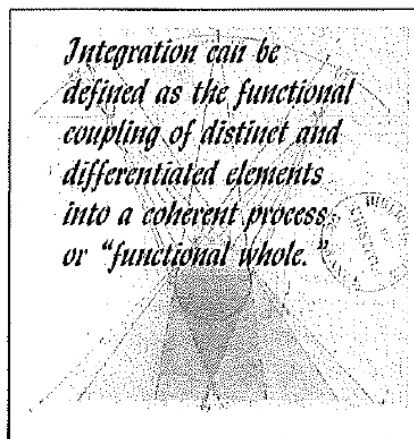 Integration can be
defined as the functional
coupling of distinct and
differentiated elements
into a coherent process
or “functional whole.”